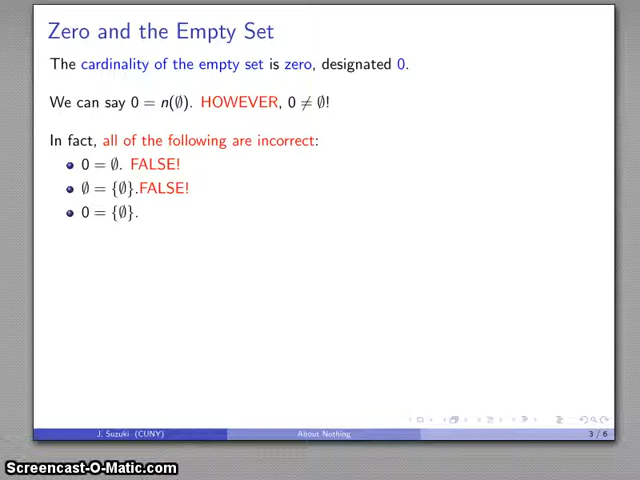 Zero and the Empty Set
The cardinality of the empty set is zero, designated 0.
We can say 0 = n(∅). HOWEVER, 0 ≠ ∅!
In fact, all of the following are incorrect:
0 = ∅. FALSE!
∅ = {∅}.FALSE!
0 = {∅}.
J. Suzuki (CUNY) About Nothing 3 / 6
Screencast-O-Matic.com